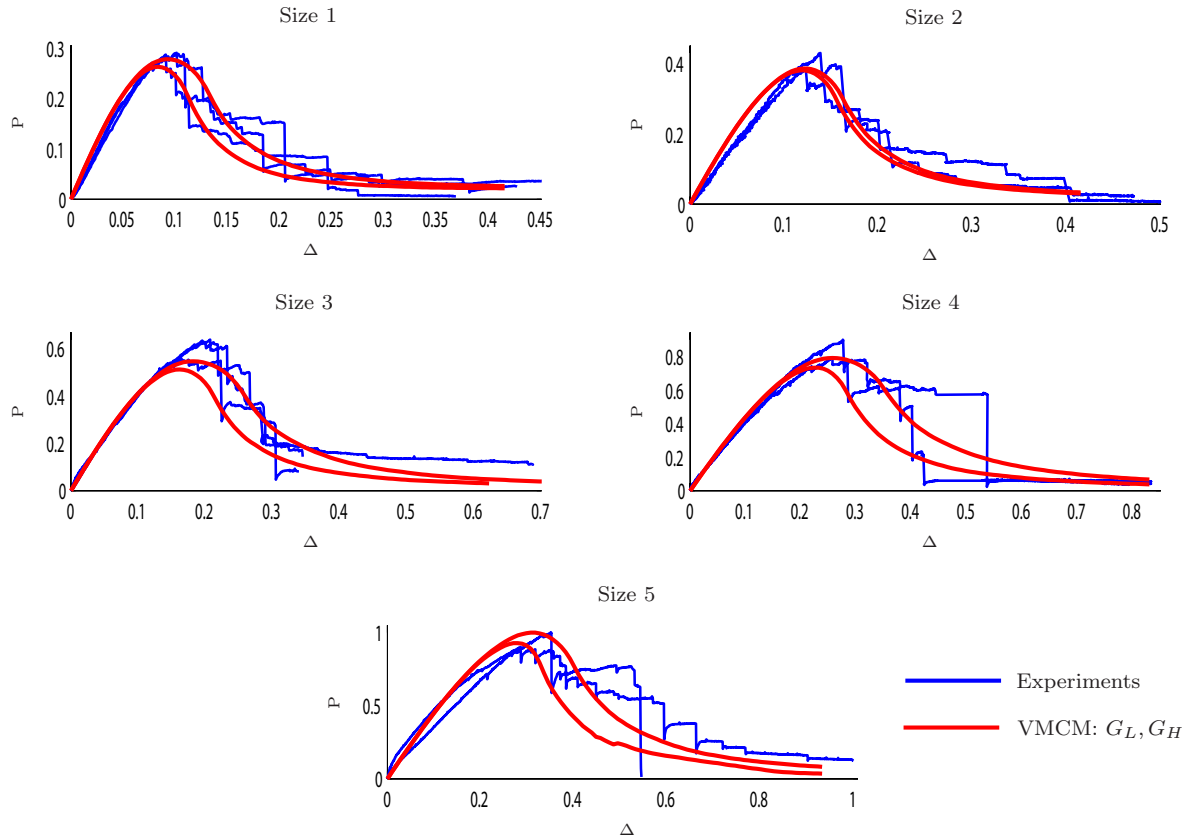 Size 1
0.3
0.2
0.1
0
P
0 0.05 0.1 0.15 0.2 0.25 0.3 0.35 0.4 0.45
Δ
Size 2
0.4
0.2
0
P
0 0.1 0.2 0.3 0.4 0.5
Δ
Size 3
0.6
0.4
0.2
0
P
0 0.1 0.2 0.3 0.4 0.5 0.6 0.7
Δ
Size 4
0.8
0.6
0.4
0.2
0
P
0 0.1 0.2 0.3 0.4 0.5 0.6 0.7 0.8
Δ
Size 5
1
0.5
0
P
0 0.2 0.4 0.6 0.8 1
Δ
Experiments
VMCM: G_L, G_H